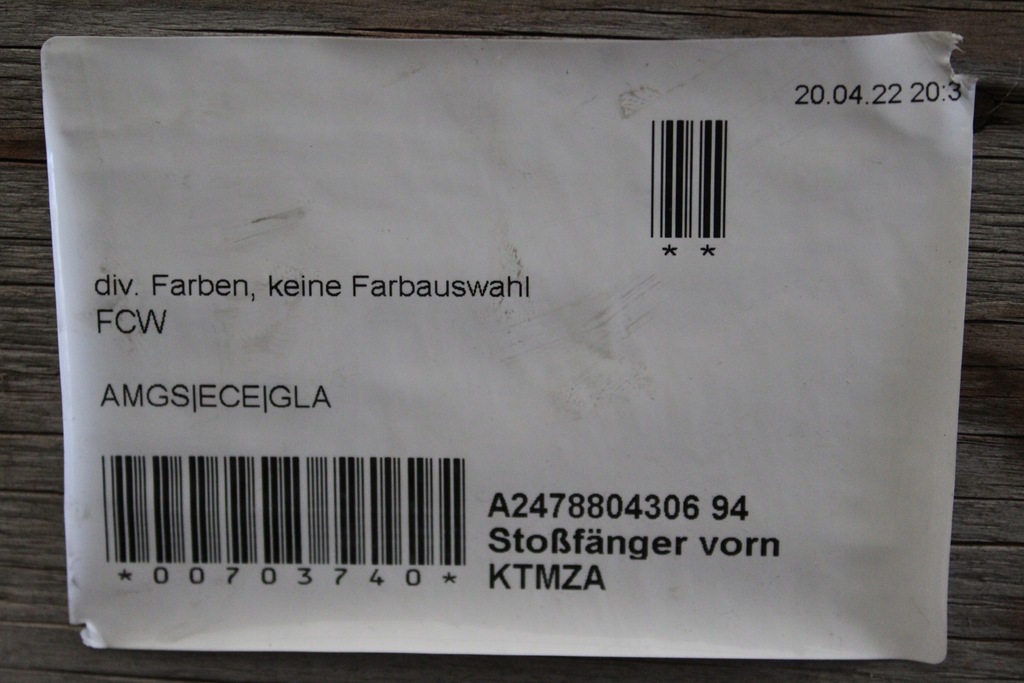 20.04.22 20:3
* *
div. Farben, keine Farbauswahl
FCW
AMGS|ECE|GLA
*00703740*
A2478804306 94
Stoßfänger vorn
KTMZA